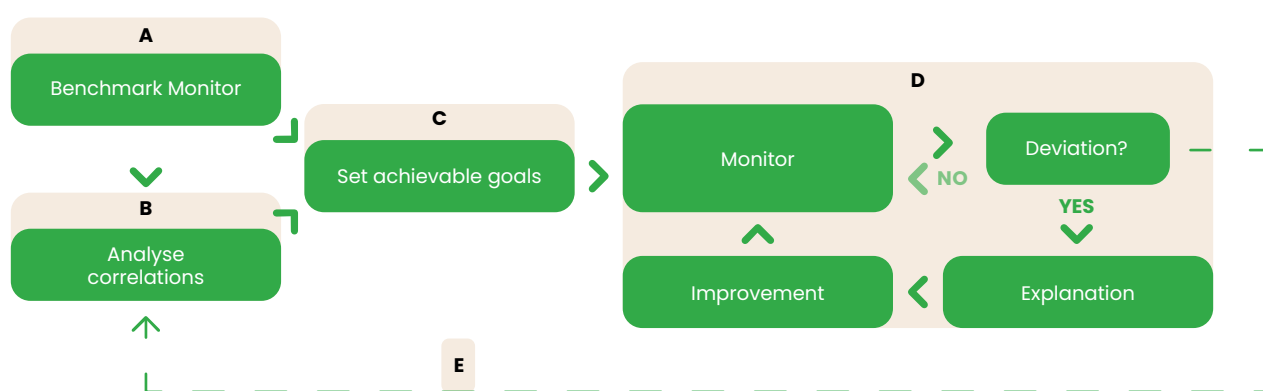 A
Benchmark Monitor
B
Analyse
correlations
C
Set achievable goals
D
Monitor
Deviation?
NO
YES
Improvement
Explanation
E